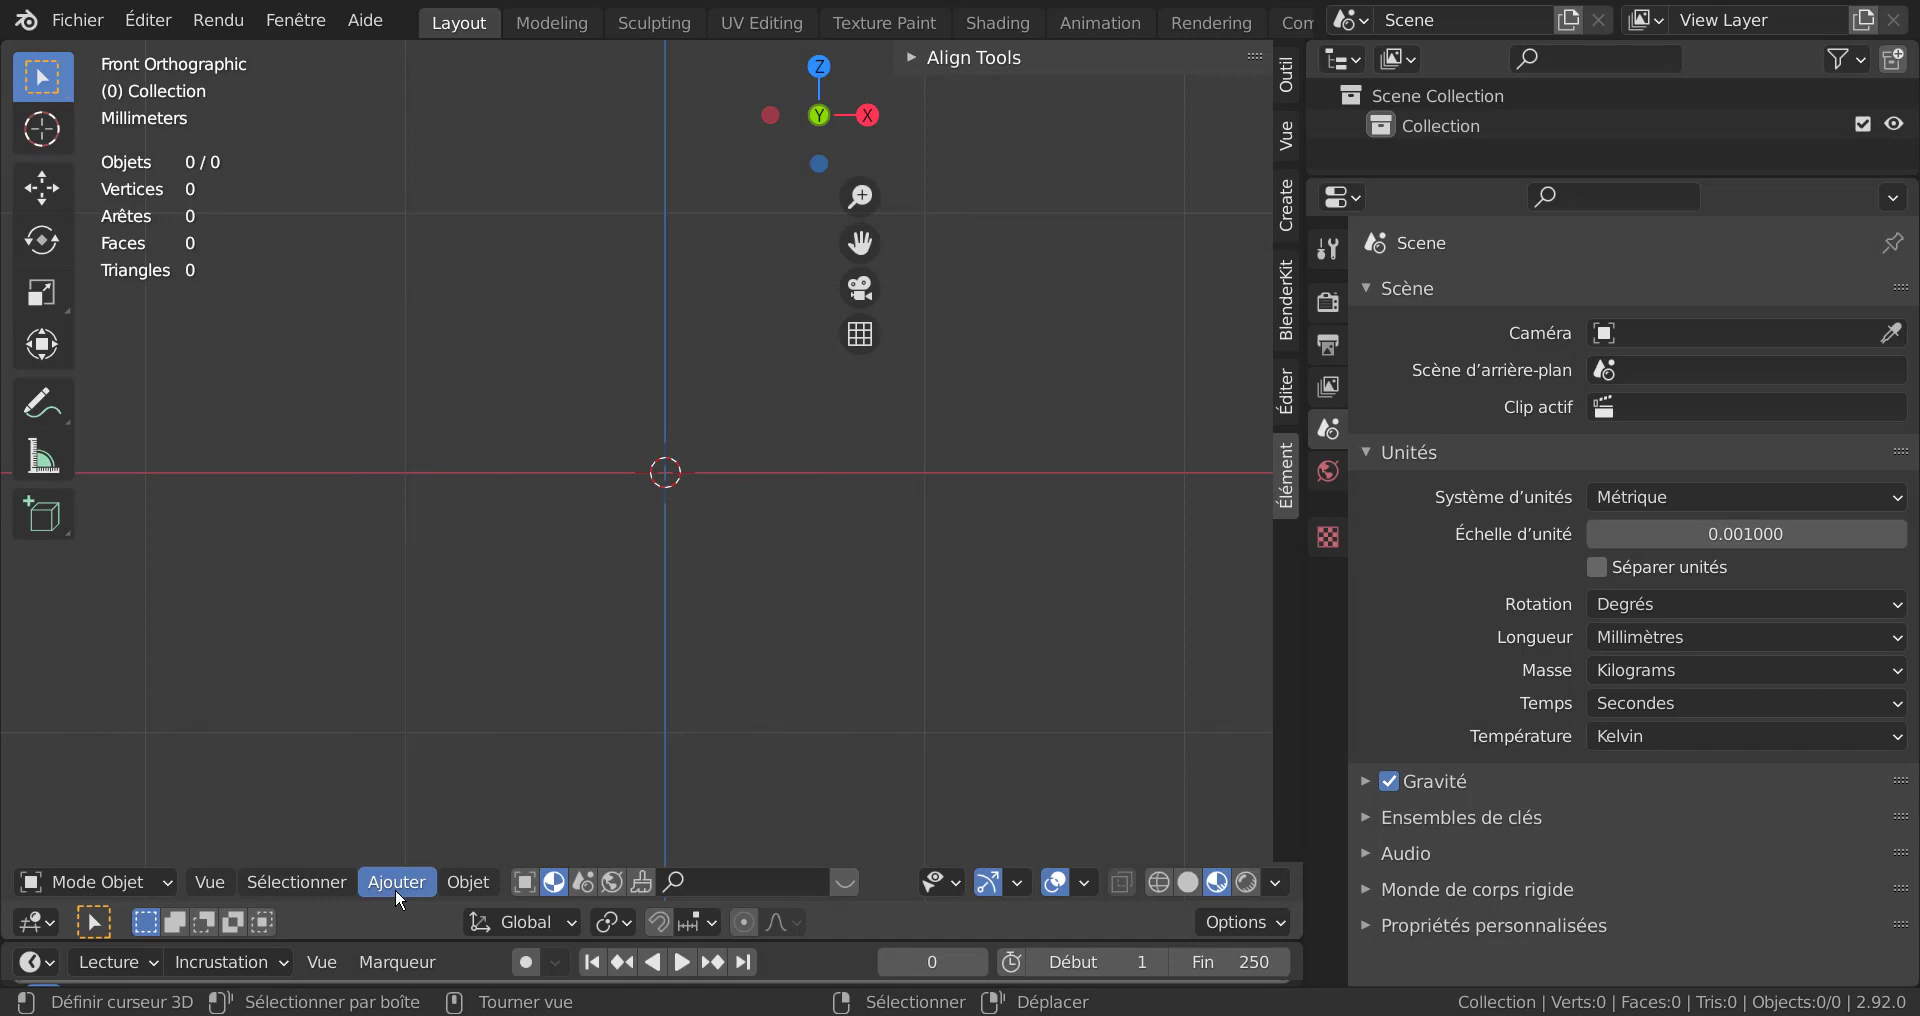 Fichier Éditer Rendu Fenêtre Aide Layout Modeling Sculpting UV Editing Texture Paint Shading Animation Rendering Com Scene View Layer
Front Orthographic
(0) Collection
Millimeters
Objets 0 / 0
Vertices 0
Arêtes 0
Faces 0
Triangles 0
Z
Y
X
Align Tools
Outil
Vue
Create
BlenderKit
Éditer
Élément
Scene Collection
Collection
Scene
Scène
Caméra
Scène d'arrière-plan
Clip actif
Unités
Système d'unités Métrique
Échelle d'unité 0.001000
Séparer unités
Rotation Degrés
Longueur Millimètres
Masse Kilograms
Temps Secondes
Température Kelvin
Gravité
Ensembles de clés
Audio
Monde de corps rigide
Propriétés personnalisées
Mode Objet Vue Sélectionner Ajouter Objet
Global Options
Lecture Incrustation Vue Marqueur 0 Début 1 Fin 250
Définir curseur 3D Sélectionner par boîte Tourner vue Sélectionner Déplacer Collection | Verts:0 | Faces:0 | Tris:0 | Objects:0/0 | 2.92.0